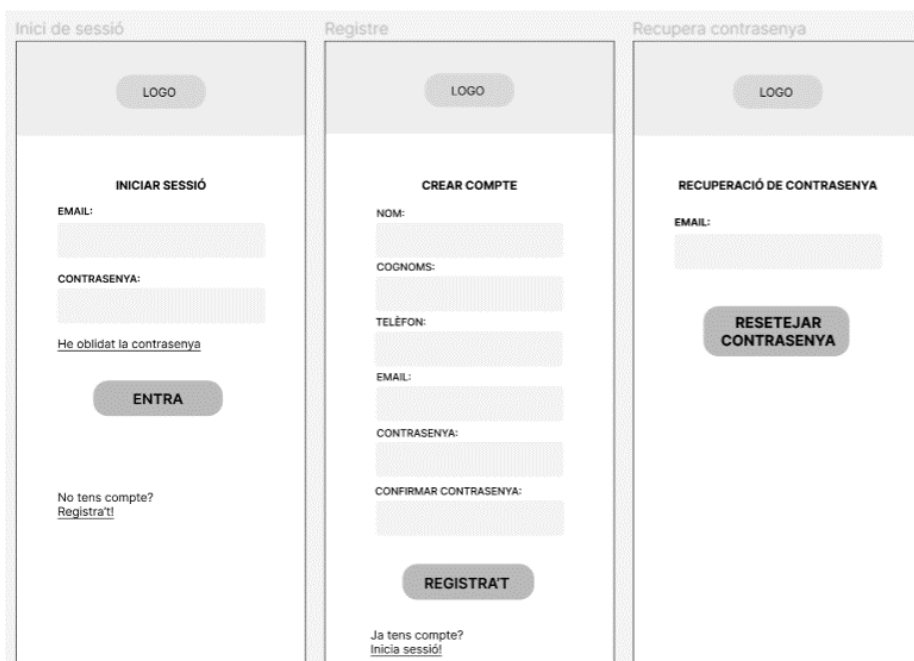 Inici de sessió
LOGO
INICIAR SESSIÓ
EMAIL:
CONTRASENYA:
He oblidat la contrasenya
ENTRA
No tens compte?
Registra't!
Registre
LOGO
CREAR COMPTE
NOM:
COGNOMS:
TELÈFON:
EMAIL:
CONTRASENYA:
CONFIRMAR CONTRASENYA:
REGISTRA'T
Ja tens compte?
Inicia sessió!
Recupera contrasenya
LOGO
RECUPERACIÓ DE CONTRASENYA
EMAIL:
RESETEJAR
CONTRASENYA